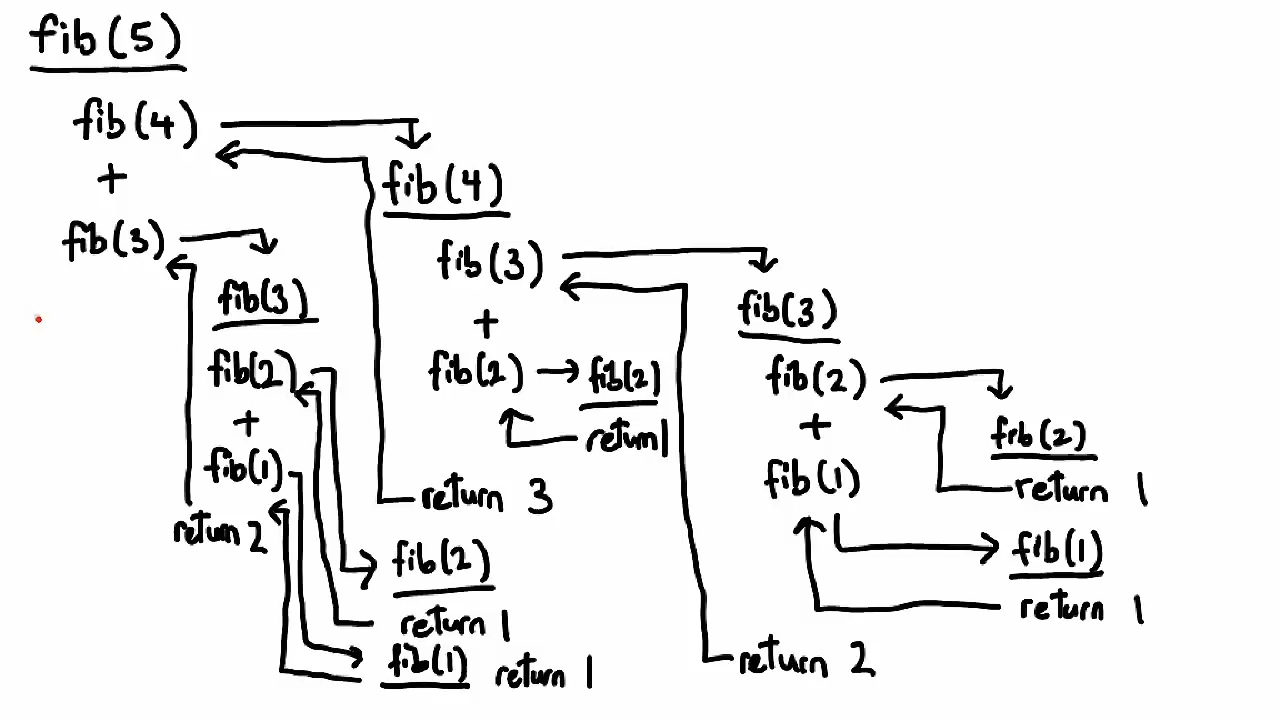 fib(5)
fib(4)
+
fib(3)
fib(3)
fib(2)
+
fib(1)
return 2
fib(2)
return 1
fib(1) return 1
fib(4)
fib(3)
+
fib(2)
fib(2)
return 1
return 3
fib(3)
fib(2)
+
fib(1)
frb(2)
return 1
fib(1)
return 1
return 2